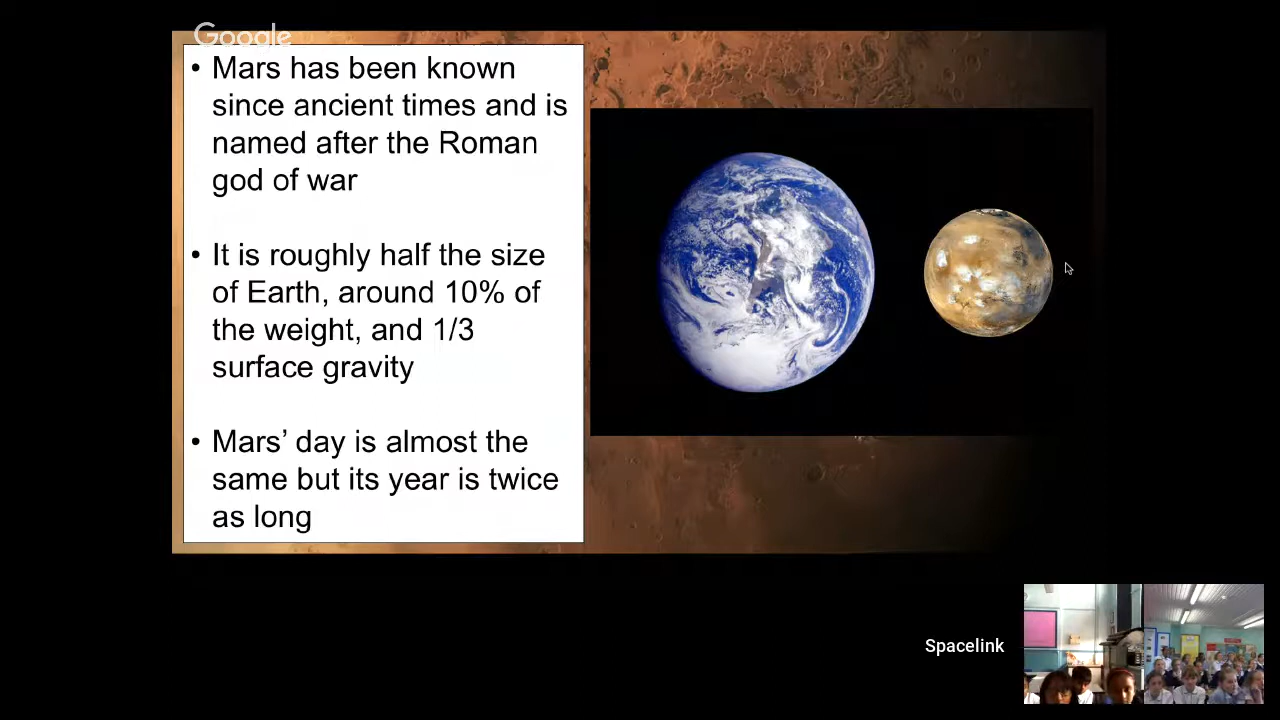 Google
• Mars has been known
since ancient times and is
named after the Roman
god of war
• It is roughly half the size
of Earth, around 10% of
the weight, and 1/3
surface gravity
• Mars’ day is almost the
same but its year is twice
as long
Spacelink